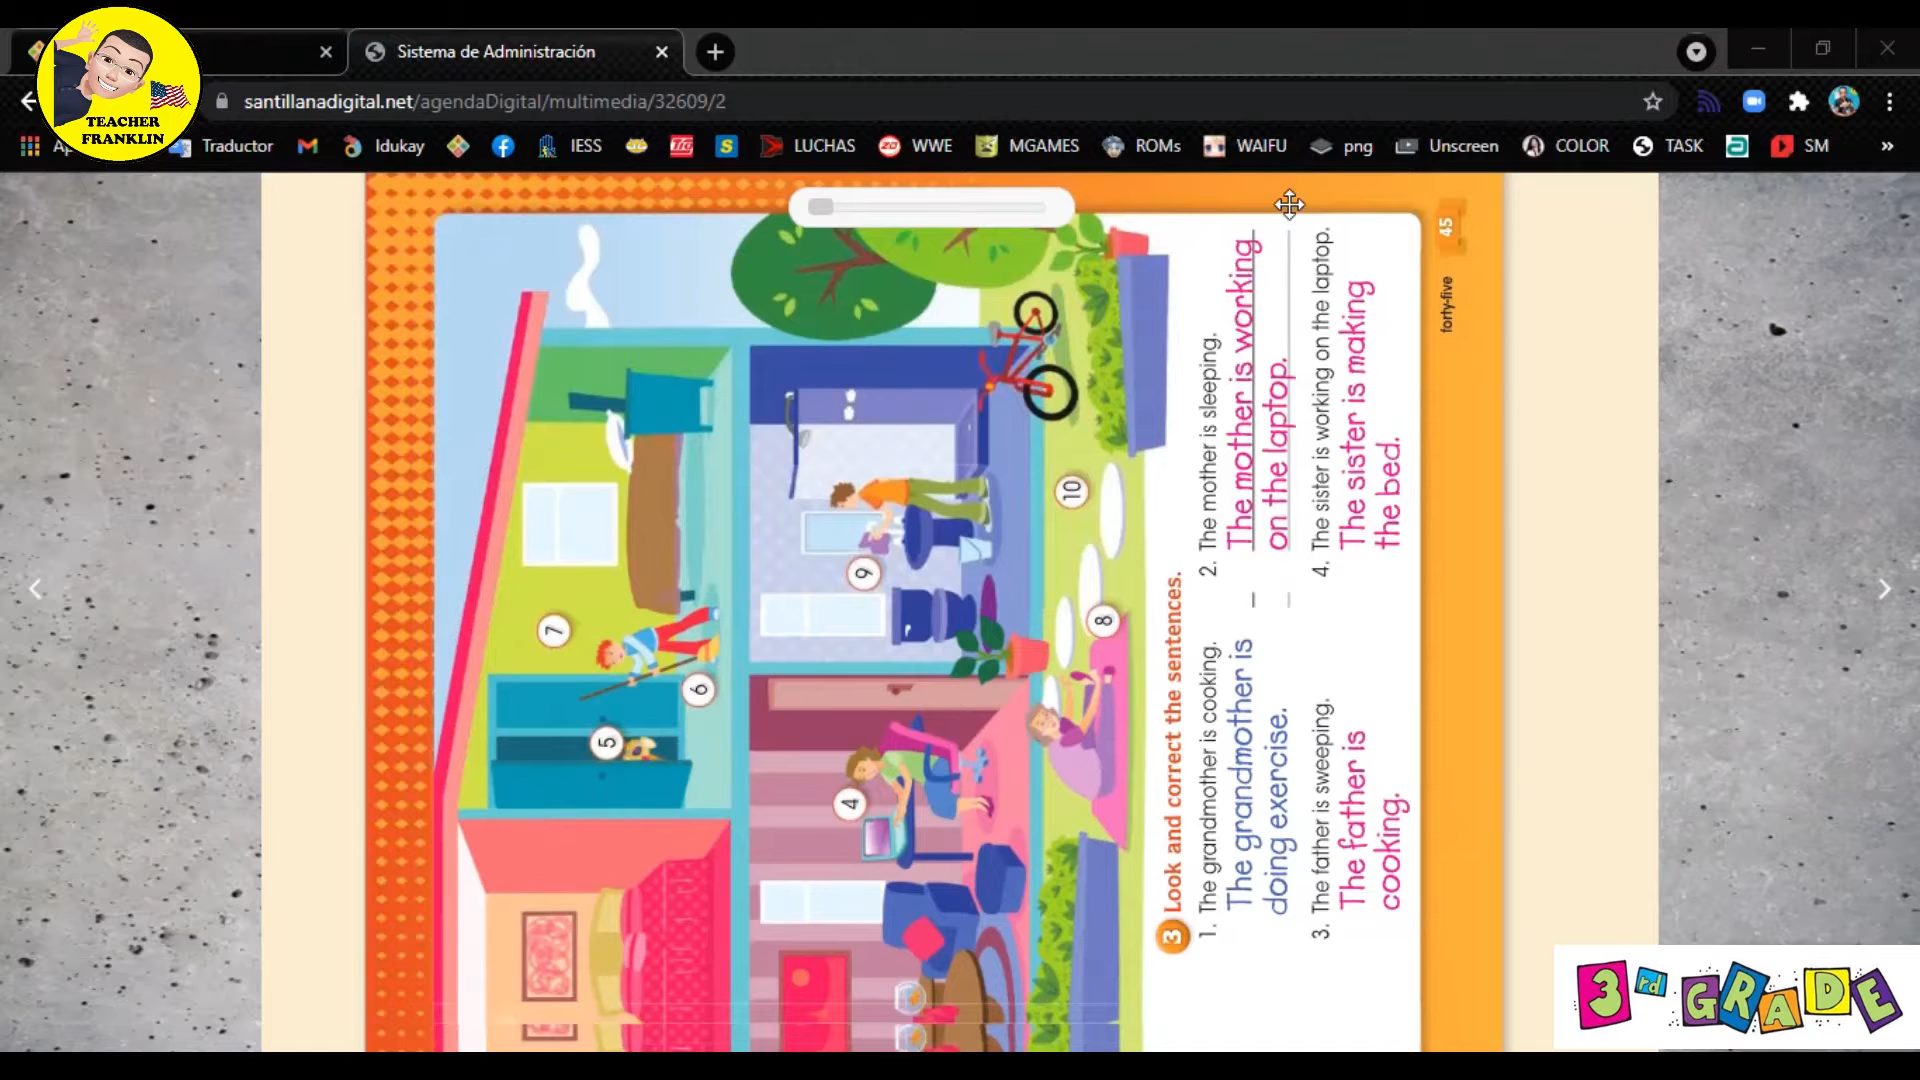 Sistema de Administración
santillanadigital.net/agendaDigital/multimedia/32609/2
Traductor
Idukay
IESS
LUCHAS
WWE
MGAMES
ROMs
WAIFU
png
Unscreen
COLOR
TASK
SM
»
TEACHER
FRANKLIN
4
5
6
7
8
9
10
3 Look and correct the sentences.
1. The grandmother is cooking.
The grandmother is
doing exercise.
2. The mother is sleeping.
The mother is working
on the laptop.
3. The father is sweeping.
The father is
cooking.
4. The sister is working on the laptop.
The sister is making
the bed.
forty-five 45
3rd GRADE